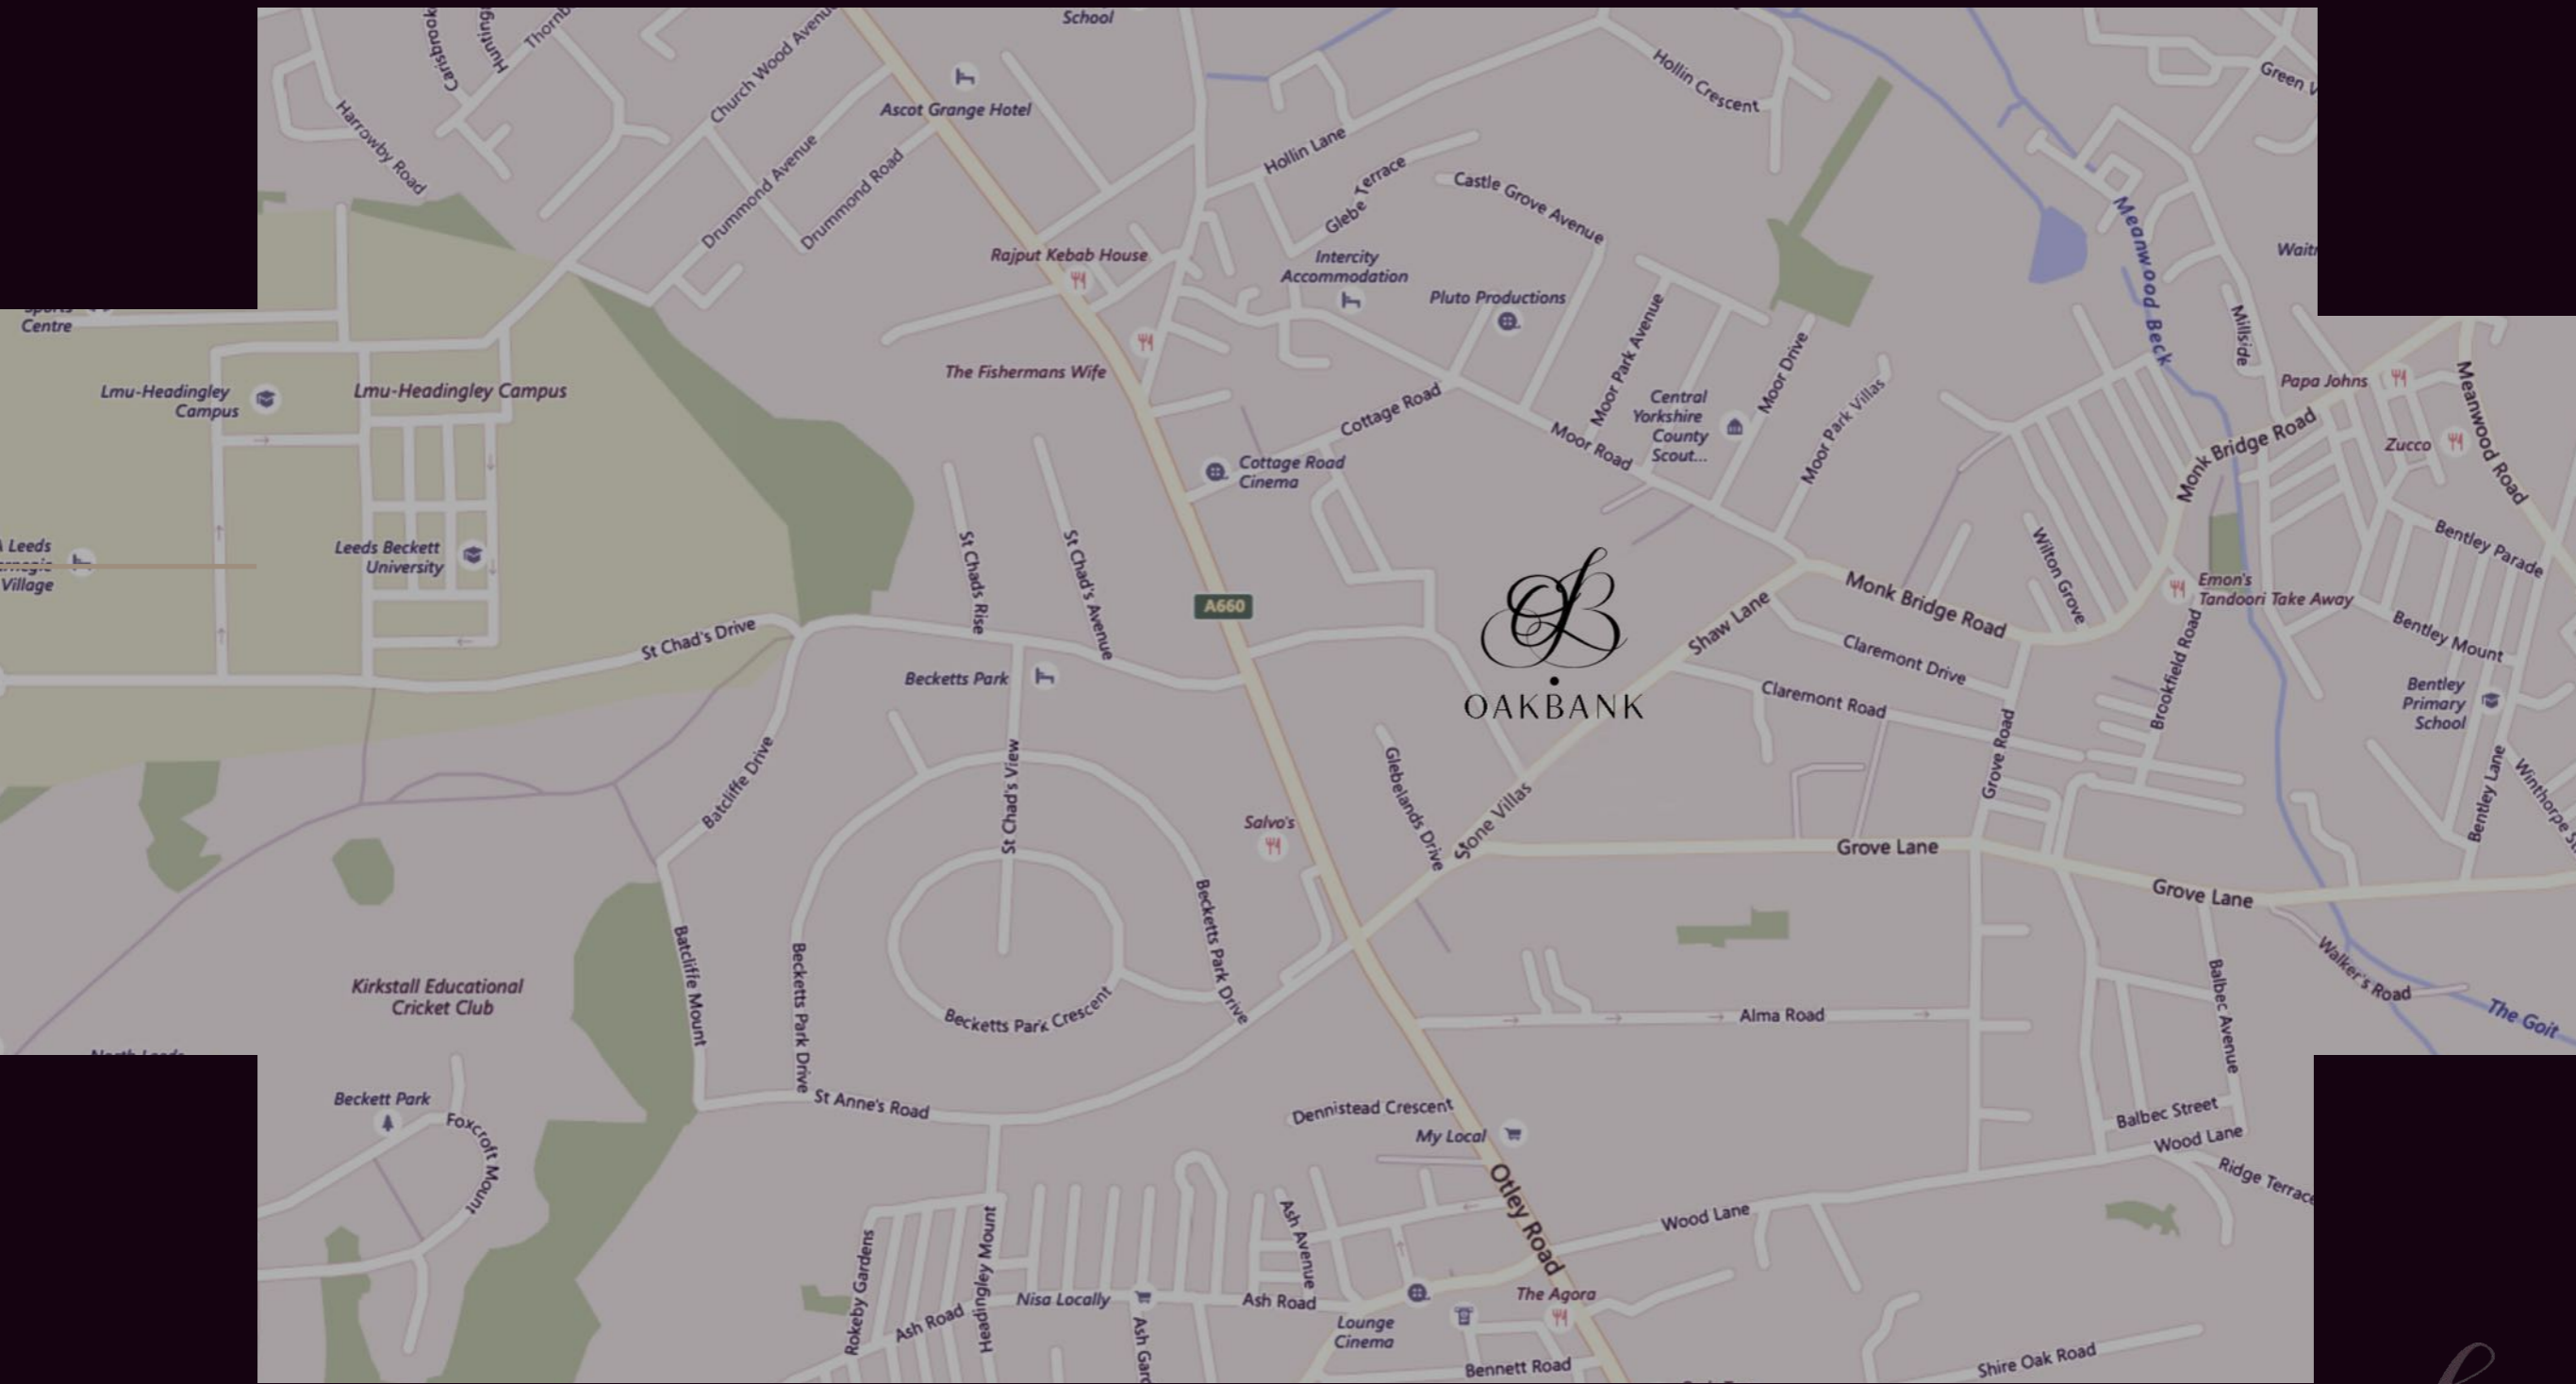 School
Carisbrook
Hunting
Thornb
Church Wood Avenue
Harrowby Road
Ascot Grange Hotel
Drummond Avenue
Drummond Road
Hollin Lane
Hollin Crescent
Green
Glebe Terrace
Castle Grove Avenue
Meanwood Beck
Rajput Kebab House
Intercity
Accommodation
Pluto Productions
Moor Park Avenue
Moor Drive
Millside
Centre
The Fishermans Wife
Lmu-Headingley
Campus
Lmu-Headingley Campus
Cottage Road
Moor Road
Central
Yorkshire
County
Scout...
Moor Park Villas
Papa Johns
Meanwood Road
Monk Bridge Road
Zucco
Cottage Road
Cinema
Leeds
Village
Leeds Beckett
University
St Chads Rise
St Chad's Avenue
A660
Wilton Grove
Bentley Parade
Emon's
Tandoori Take Away
Monk Bridge Road
Shaw Lane
St Chad's Drive
Claremont Drive
Brookfield Road
Bentley Mount
Becketts Park
OB
OAKBANK
Claremont Road
Bentley
Primary
School
Grove Road
Batcliffe Drive
St Chad's View
Glebelands Drive
Stone Villas
Salvo's
Grove Lane
Bentley Lane
Winthorpe
Grove Lane
Becketts Park Drive
Batcliffe Mount
Becketts Park Drive
Walker's Road
Balbec Avenue
Kirkstall Educational
Cricket Club
Becketts Park Crescent
Alma Road
The Goit
Beckett Park
Foxcroft Mount
St Anne's Road
Dennistead Crescent
My Local
Balbec Street
Wood Lane
Ridge Terrace
Otley Road
Wood Lane
Rokeby Gardens
Headingley Mount
Ash Avenue
Nisa Locally
Ash Road
Ash Road
The Agora
Ash Gard
Lounge
Cinema
Bennett Road
Shire Oak Road